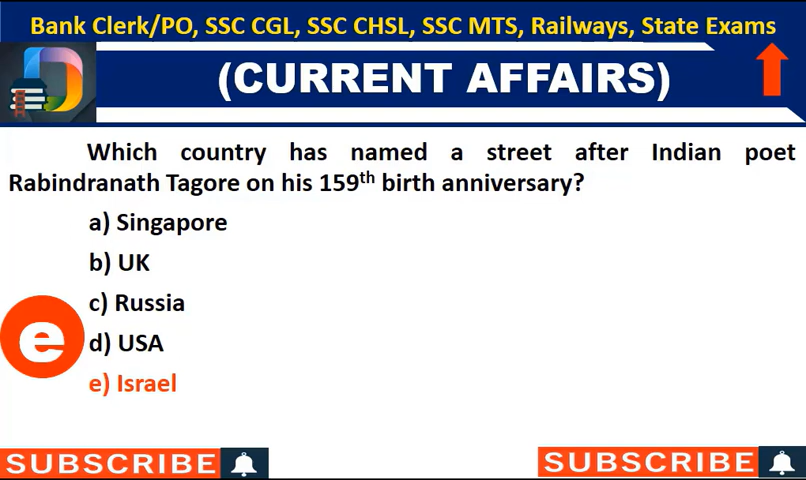 Bank Clerk/PO, SSC CGL, SSC CHSL, SSC MTS, Railways, State Exams
(CURRENT AFFAIRS)
Which country has named a street after Indian poet
Rabindranath Tagore on his 159th birth anniversary?
a) Singapore
b) UK
c) Russia
e
d) USA
e) Israel
SUBSCRIBE
SUBSCRIBE